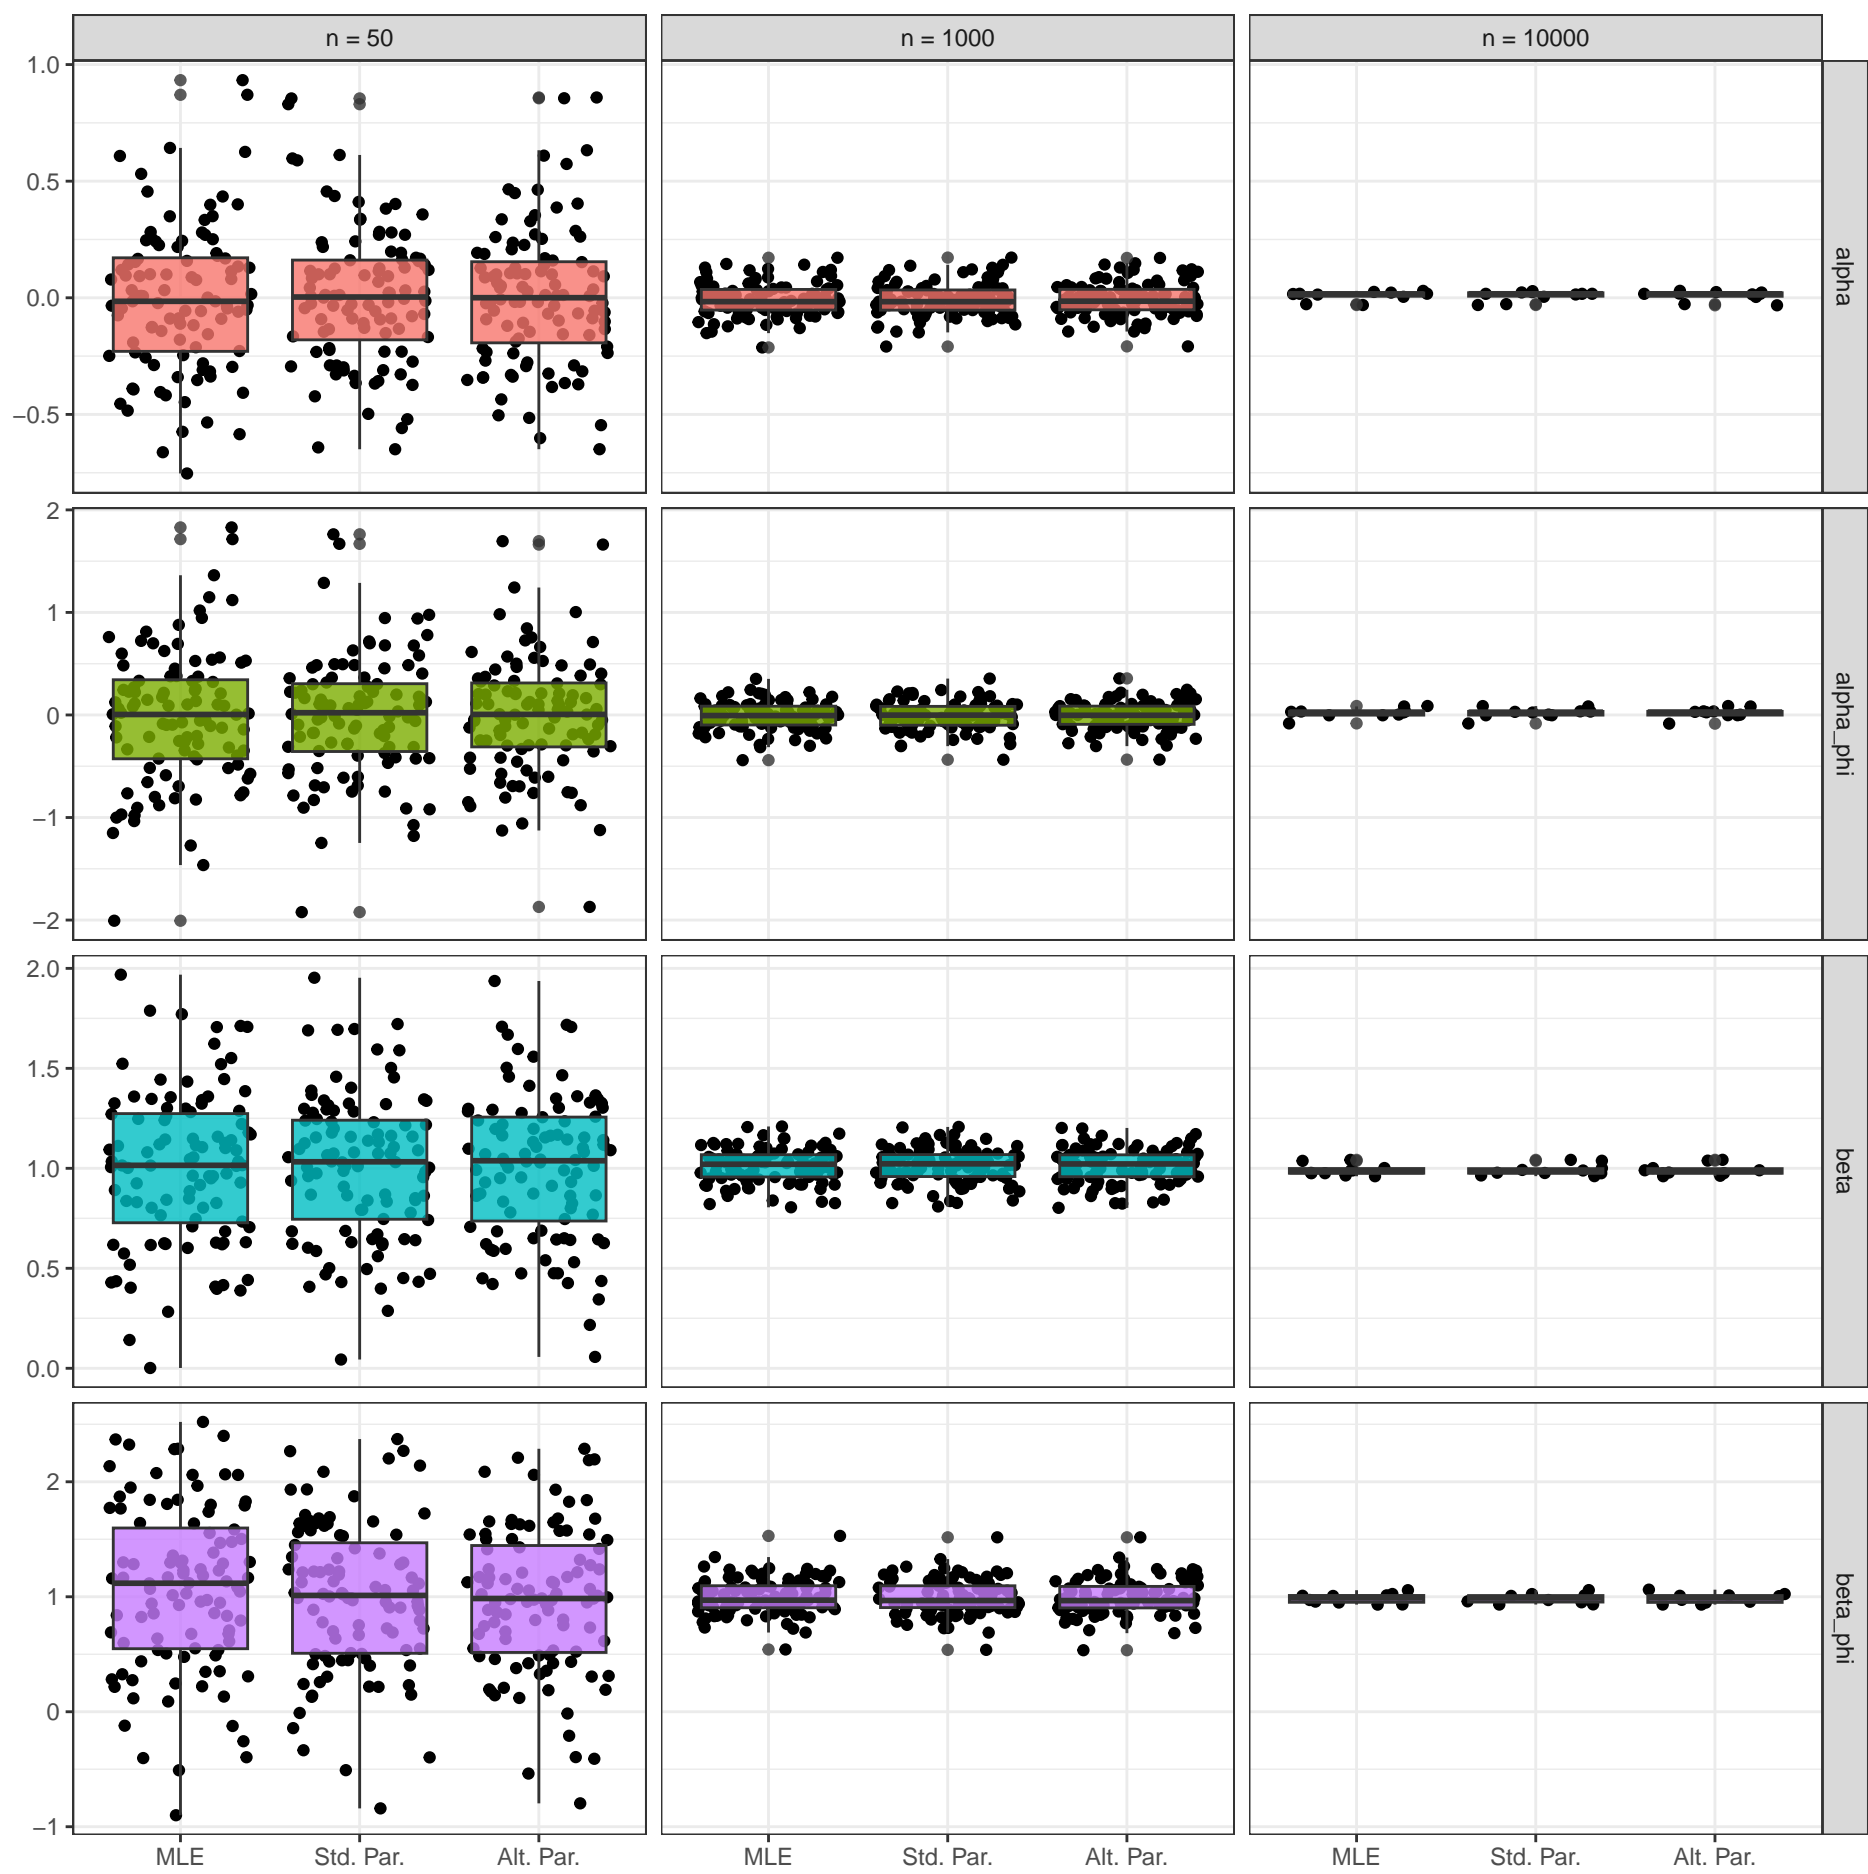 n = 50
n = 1000
n = 10000
1.0
0.5
0.0
−0.5
alpha
2
1
0
−1
−2
alpha_phi
2.0
1.5
1.0
0.5
0.0
beta
2
1
0
−1
beta_phi
MLE Std. Par. Alt. Par.
MLE Std. Par. Alt. Par.
MLE Std. Par. Alt. Par.